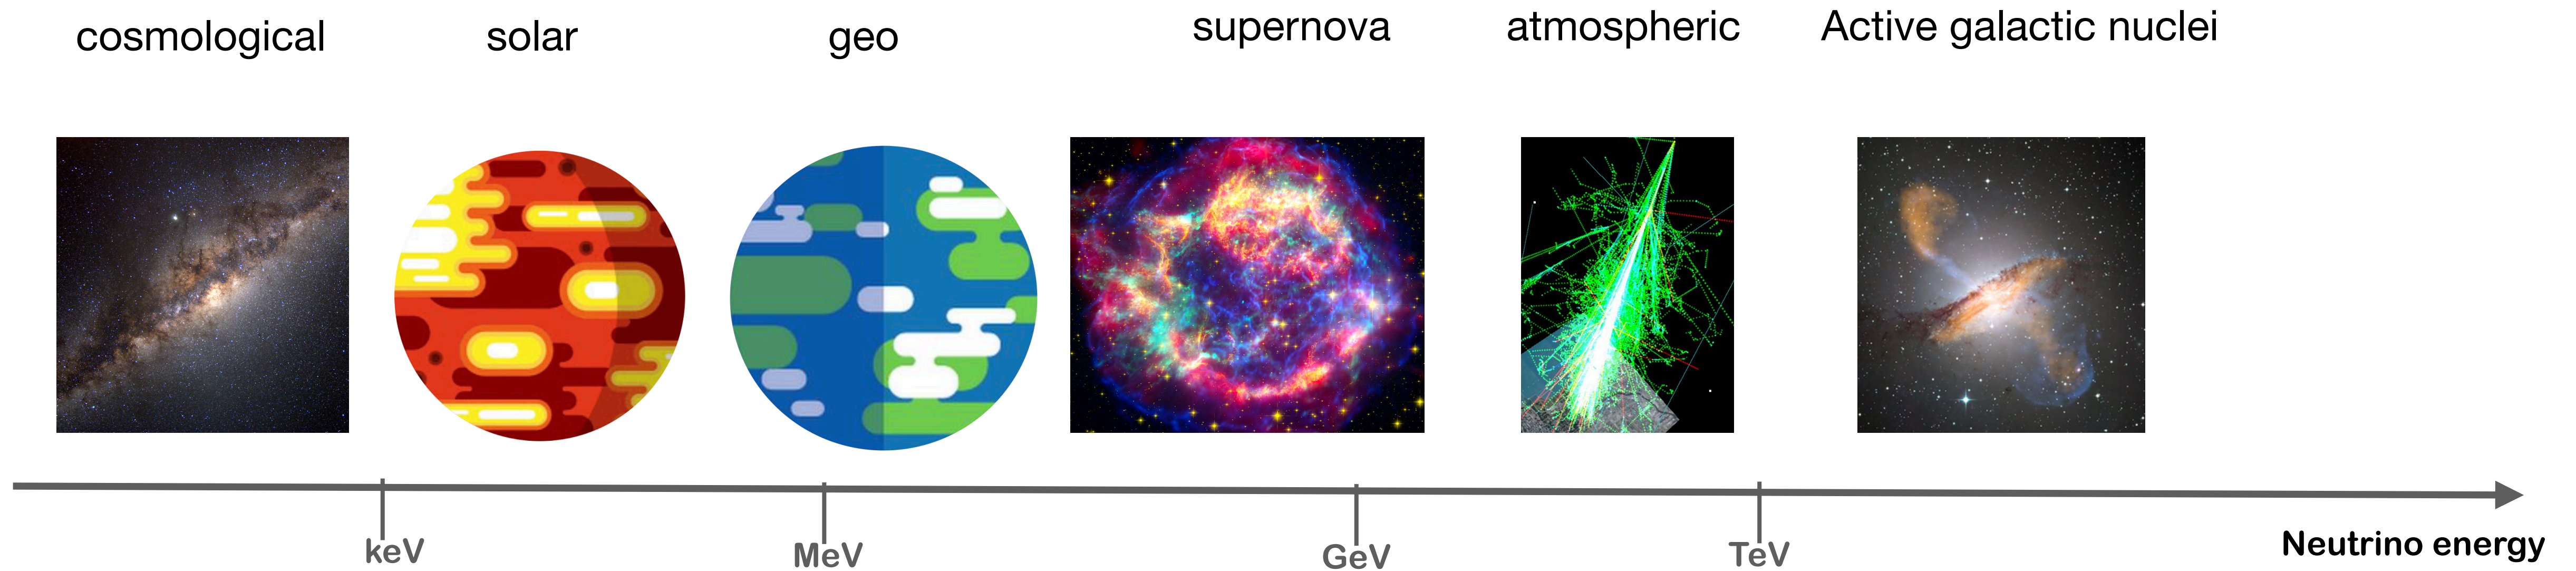 cosmological
solar
geo
supernova
atmospheric
Active galactic nuclei
keV
MeV
GeV
TeV
Neutrino energy